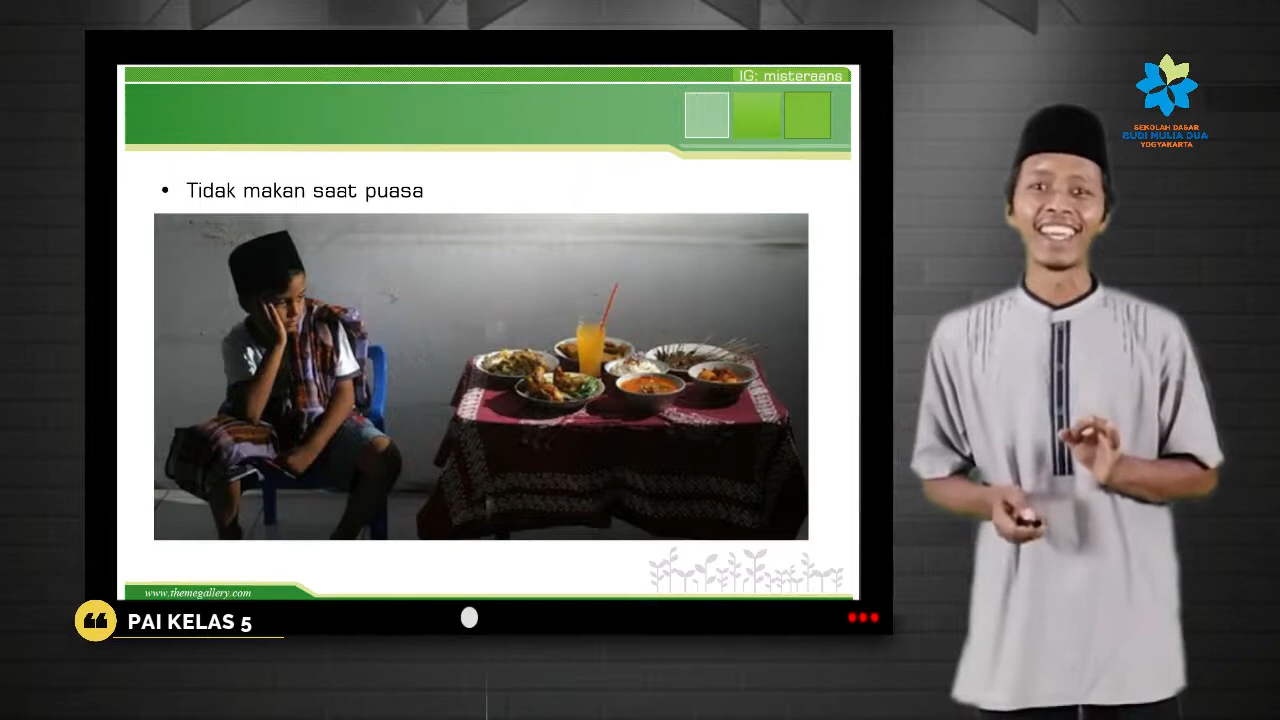 IG: misteraans
SEKOLAH DASAR
BUDI MULIA DUA
YOGYAKARTA
• Tidak makan saat puasa
www.themegallery.com
PAI KELAS 5